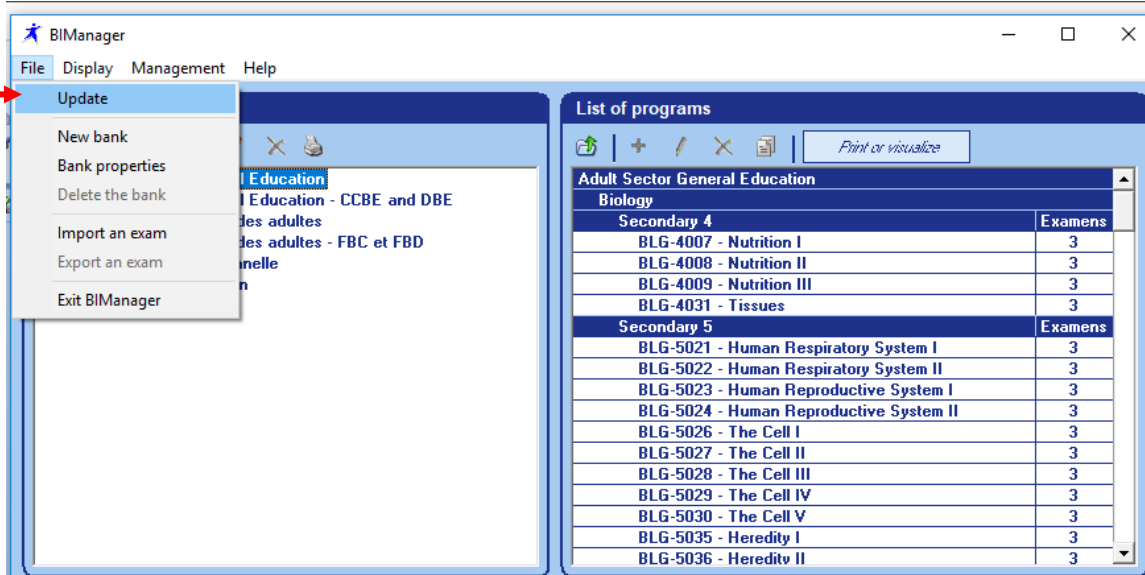 BIManager
File Display Management Help
Update
New bank
Bank properties
Delete the bank
Import an exam
Export an exam
Exit BIManager
l Education
l Education - CCBE and DBE
des adultes
des adultes - FBC et FBD
nnelle
n
List of programs
Print or visualize
Adult Sector General Education
Biology
Secondary 4 Examens
BLG-4007 - Nutrition I 3
BLG-4008 - Nutrition II 3
BLG-4009 - Nutrition III 3
BLG-4031 - Tissues 3
Secondary 5 Examens
BLG-5021 - Human Respiratory System I 3
BLG-5022 - Human Respiratory System II 3
BLG-5023 - Human Reproductive System I 3
BLG-5024 - Human Reproductive System II 3
BLG-5026 - The Cell I 3
BLG-5027 - The Cell II 3
BLG-5028 - The Cell III 3
BLG-5029 - The Cell IV 3
BLG-5030 - The Cell V 3
BLG-5035 - Heredity I 3
BLG-5036 - Heredity II 3